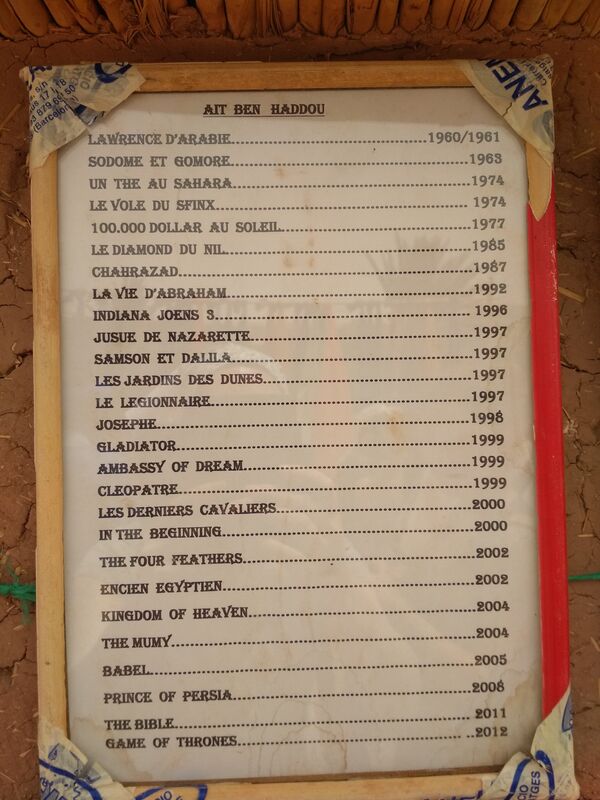 AIT BEN HADDOU
LAWRENCE D'ARABIE.............................................1960/1961
SODOME ET GOMORE.............................................1963
UN THE AU SAHARA.............................................1974
LE VOLE DU SFINX............................................. 1974
100.000 DOLLAR AU SOLEIL.............................................1977
LE DIAMOND DU NIL.............................................1985
CHAHRAZAD.............................................1987
LA VIE D'ABRAHAM.............................................1992
INDIANA JOENS 3............................................. 1996
JUSUE DE NAZARETTE.............................................1997
SAMSON ET DALILA.............................................1997
LES JARDINS DES DUNES.............................................1997
LE LEGIONNAIRE.............................................1997
JOSEPHE.............................................1998
GLADIATOR.............................................1999
AMBASSY OF DREAM.............................................1999
CLEOPATRE.............................................1999
LES DERNIERS CAVALIERS.............................................2000
IN THE BEGINNING.............................................2000
THE FOUR FEATHERS.............................................2002
ENCIEN EGYPTIEN.............................................2002
KINGDOM OF HEAVEN.............................................2004
THE MUMY.............................................2004
BABEL.............................................2005
PRINCE OF PERSIA.............................................2008
THE BIBLE............................................. 2011
GAME OF THRONES............................................. ..2012
(Barcelona)
ANEM